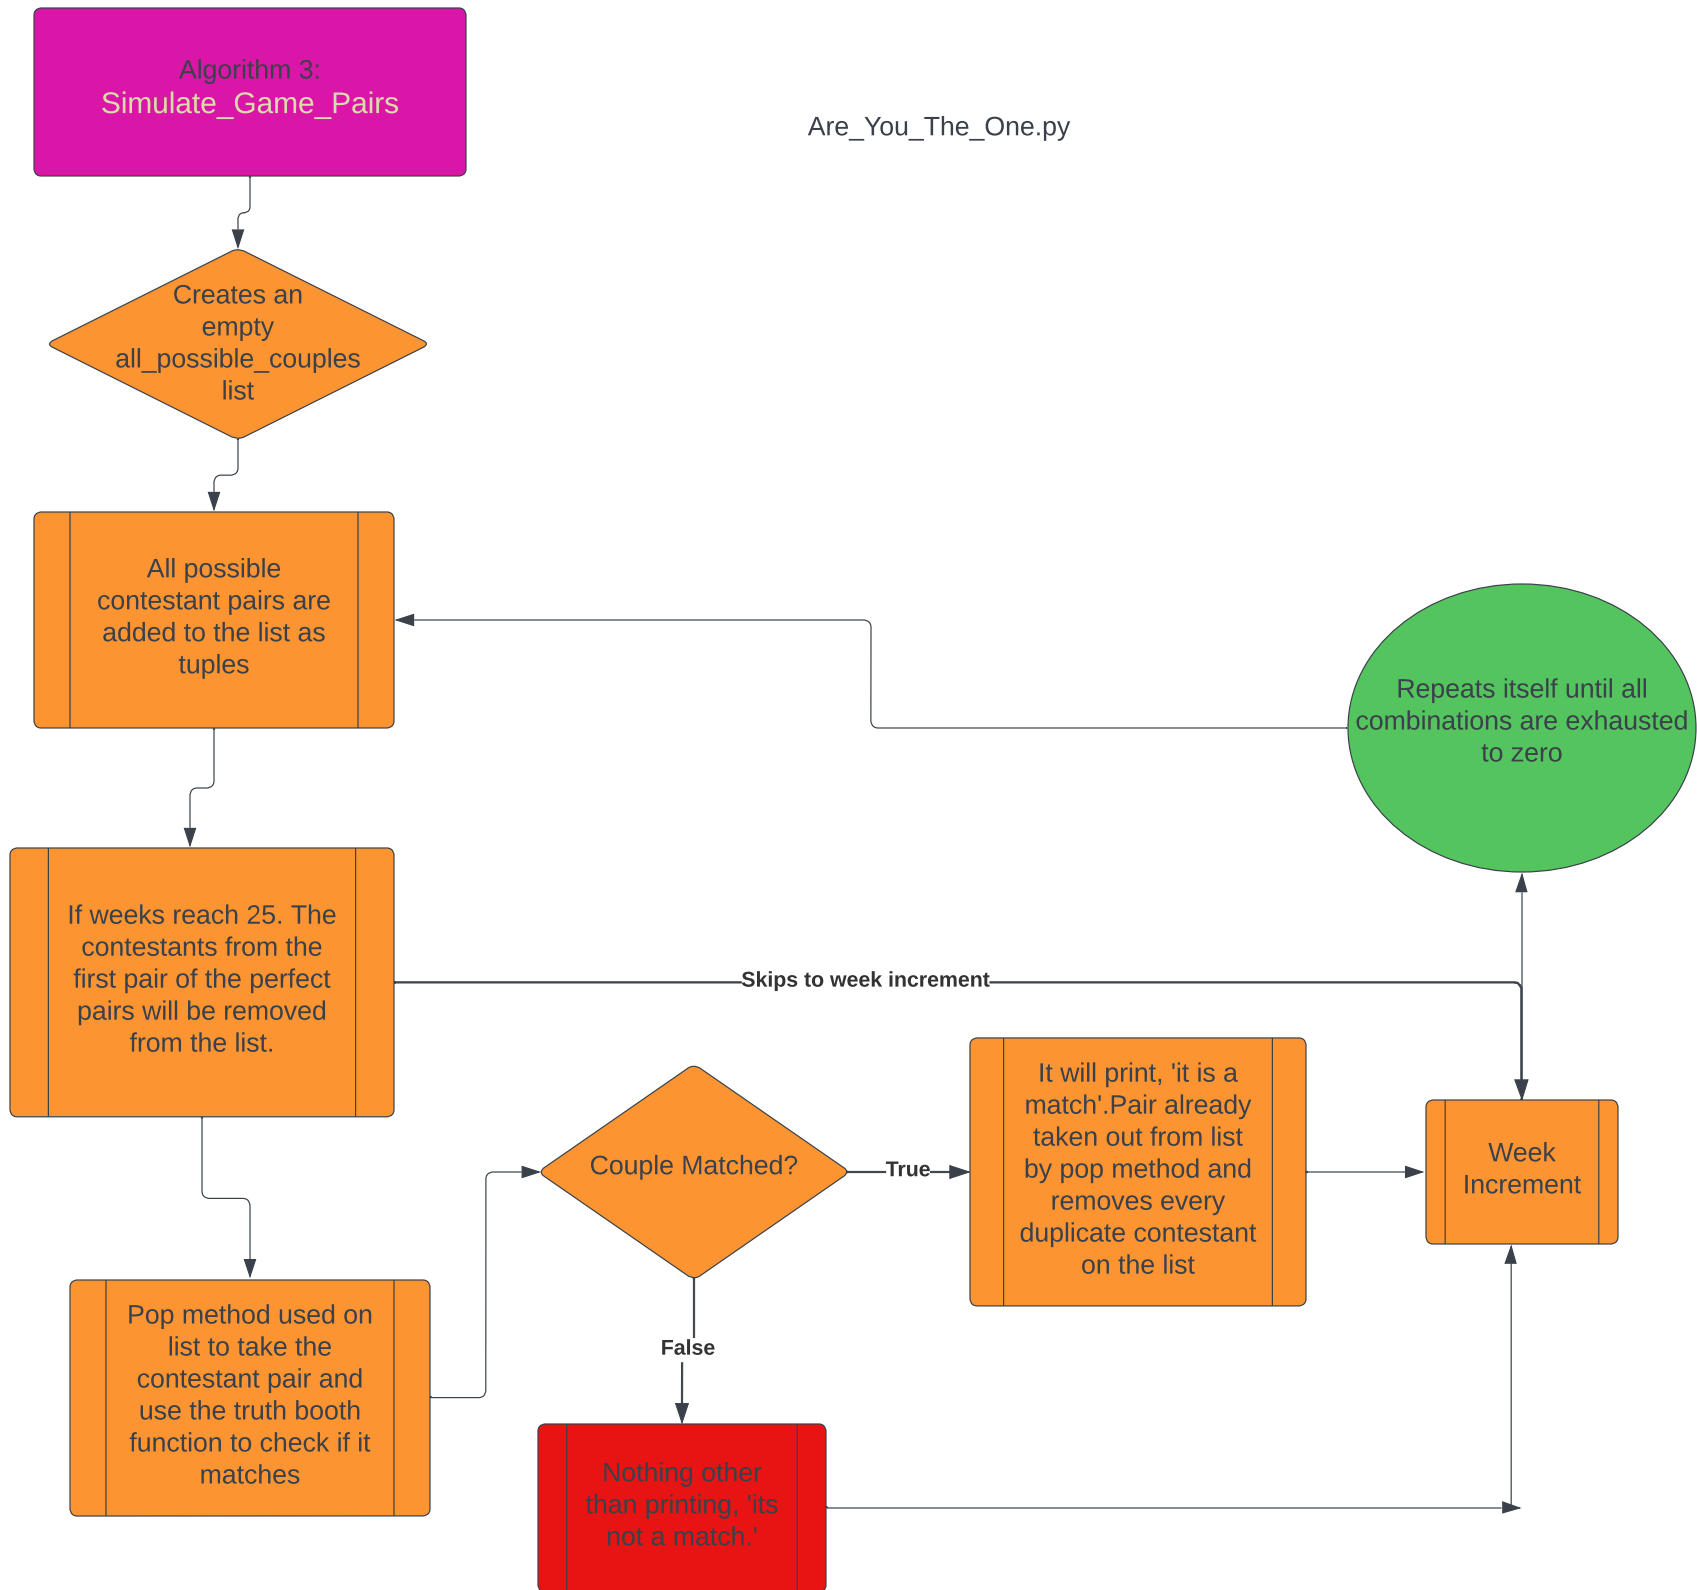 Algorithm 3:
Simulate_Game_Pairs
Are_You_The_One.py
Creates an
empty
all_possible_couples
list
All possible
contestant pairs are
added to the list as
tuples
Repeats itself until all
combinations are exhausted
to zero
If weeks reach 25. The
contestants from the
first pair of the perfect
pairs will be removed
from the list.
Skips to week increment
Couple Matched?
True
It will print, 'it is a
match'.Pair already
taken out from list
by pop method and
removes every
duplicate contestant
on the list
Week
Increment
Pop method used on
list to take the
contestant pair and
use the truth booth
function to check if it
matches
False
Nothing other
than printing, 'its
not a match.'